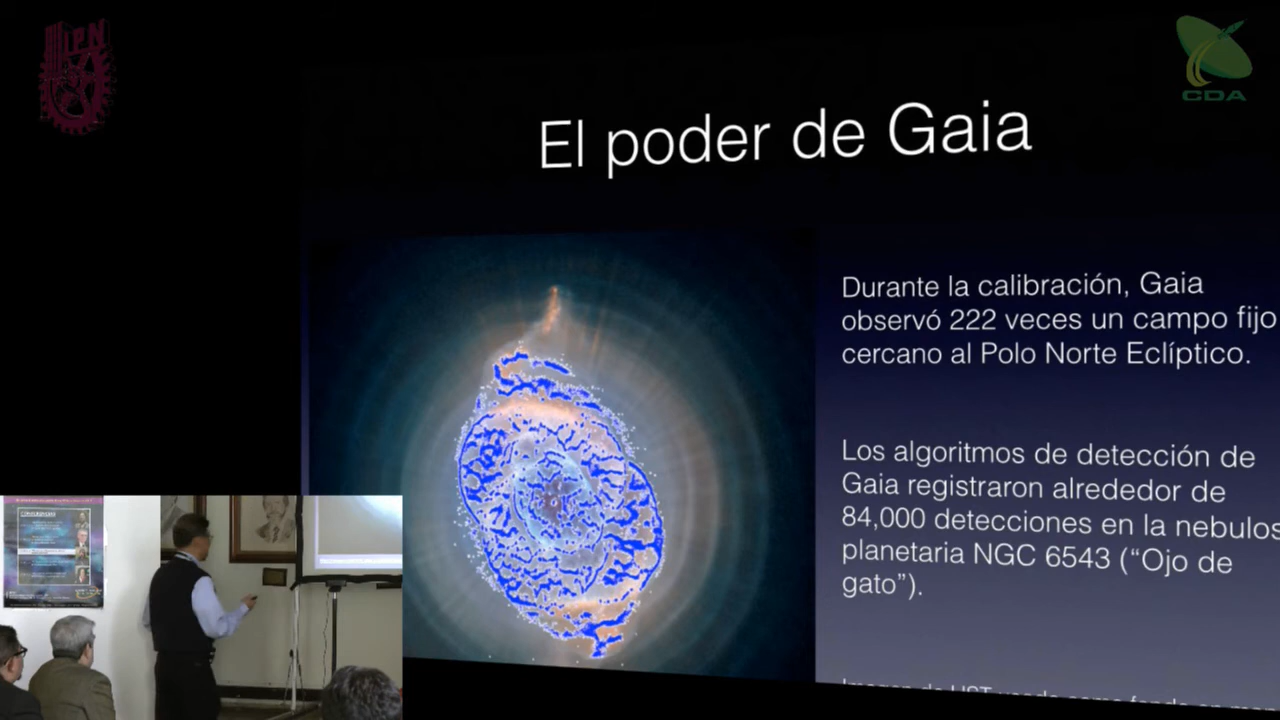 IPN
CDA
El poder de Gaia
Durante la calibración, Gaia
observó 222 veces un campo fijo
cercano al Polo Norte Eclíptico.
Los algoritmos de detección de
Gaia registraron alrededor de
84,000 detecciones en la nebulos
planetaria NGC 6543 (“Ojo de
gato”).